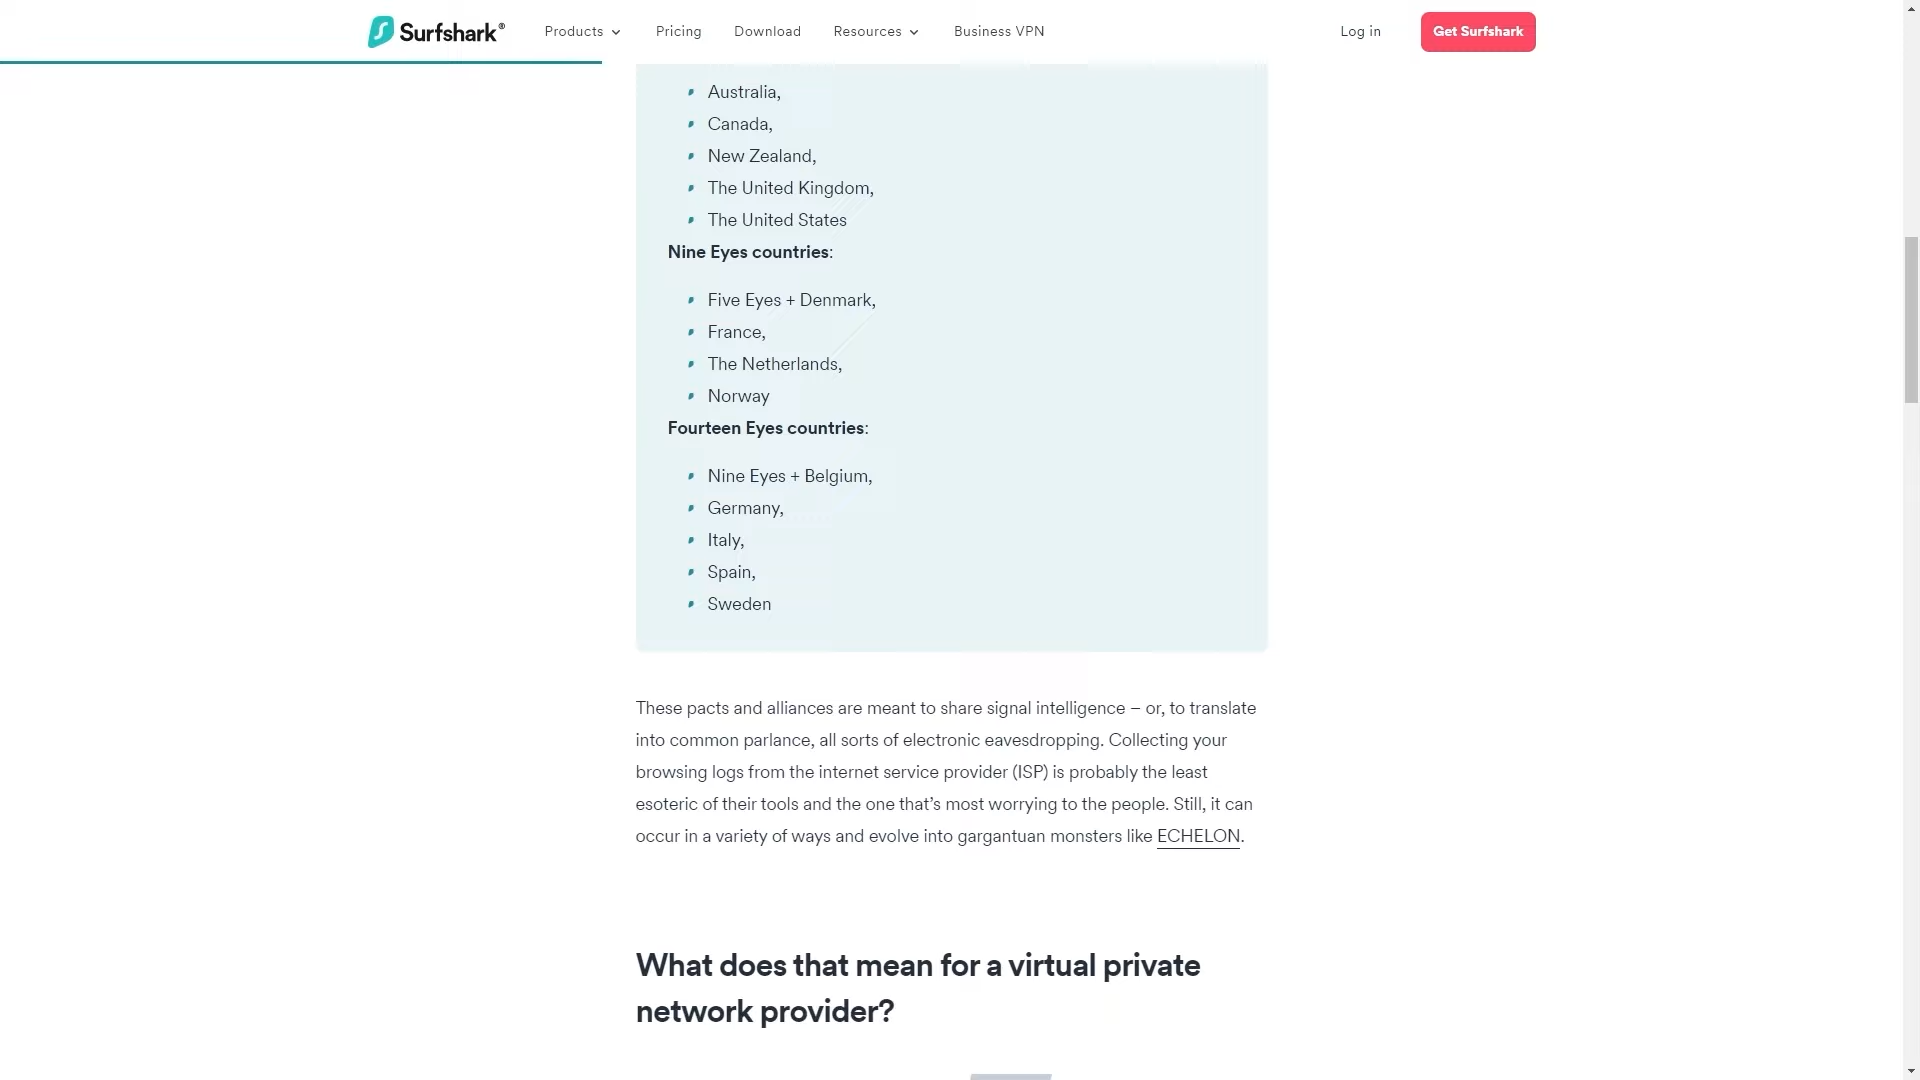 Surfshark®
Products
Pricing
Download
Resources
Business VPN
Log in
Get Surfshark
Australia,
Canada,
New Zealand,
The United Kingdom,
The United States
Nine Eyes countries:
Five Eyes + Denmark,
France,
The Netherlands,
Norway
Fourteen Eyes countries:
Nine Eyes + Belgium,
Germany,
Italy,
Spain,
Sweden
These pacts and alliances are meant to share signal intelligence – or, to translate
into common parlance, all sorts of electronic eavesdropping. Collecting your
browsing logs from the internet service provider (ISP) is probably the least
esoteric of their tools and the one that’s most worrying to the people. Still, it can
occur in a variety of ways and evolve into gargantuan monsters like ECHELON.
What does that mean for a virtual private
network provider?